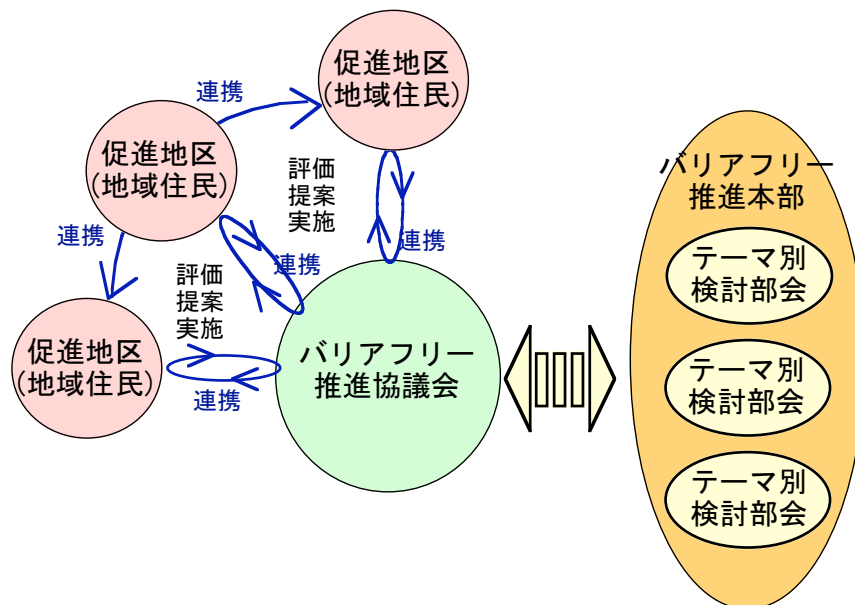 促進地区
(地域住民)
連携
促進地区
(地域住民)
評価
提案
実施
連携
連携
連携
評価
提案
実施
促進地区
(地域住民)
連携
バリアフリー
推進協議会
バリアフリー
推進本部
テーマ別
検討部会
テーマ別
検討部会
テーマ別
検討部会